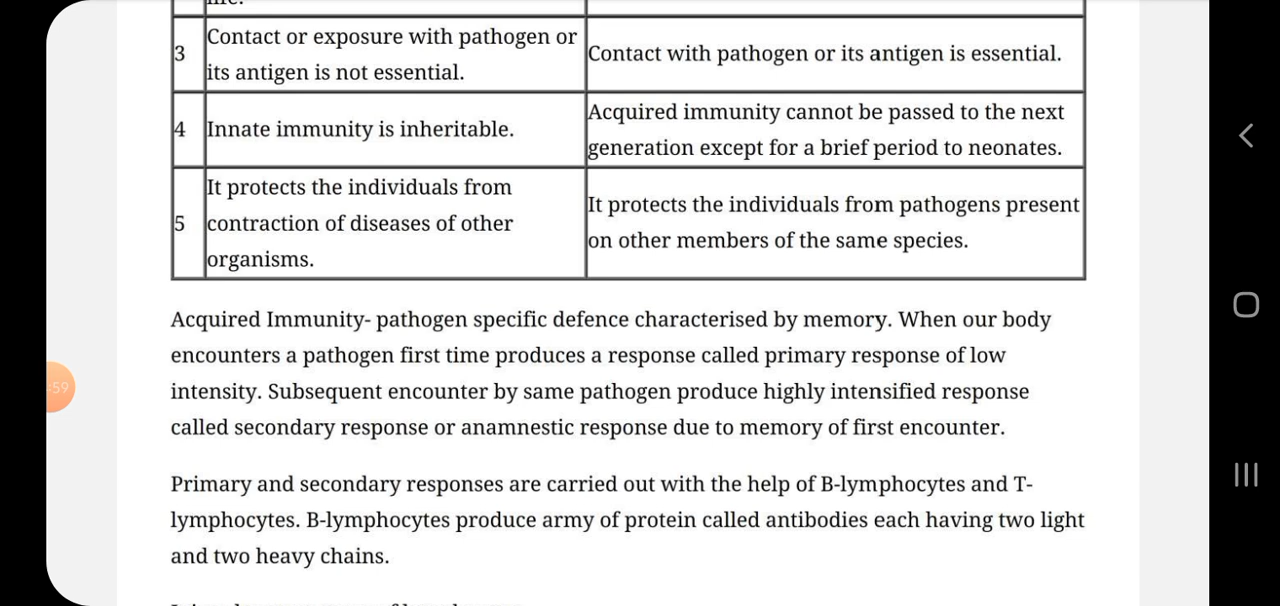 3
Contact or exposure with pathogen or
its antigen is not essential.
Contact with pathogen or its antigen is essential.
4
Innate immunity is inheritable.
Acquired immunity cannot be passed to the next
generation except for a brief period to neonates.
5
It protects the individuals from
contraction of diseases of other
organisms.
It protects the individuals from pathogens present
on other members of the same species.
Acquired Immunity- pathogen specific defence characterised by memory. When our body
encounters a pathogen first time produces a response called primary response of low
intensity. Subsequent encounter by same pathogen produce highly intensified response
called secondary response or anamnestic response due to memory of first encounter.
Primary and secondary responses are carried out with the help of B-lymphocytes and T-
lymphocytes. B-lymphocytes produce army of protein called antibodies each having two light
and two heavy chains.
:59